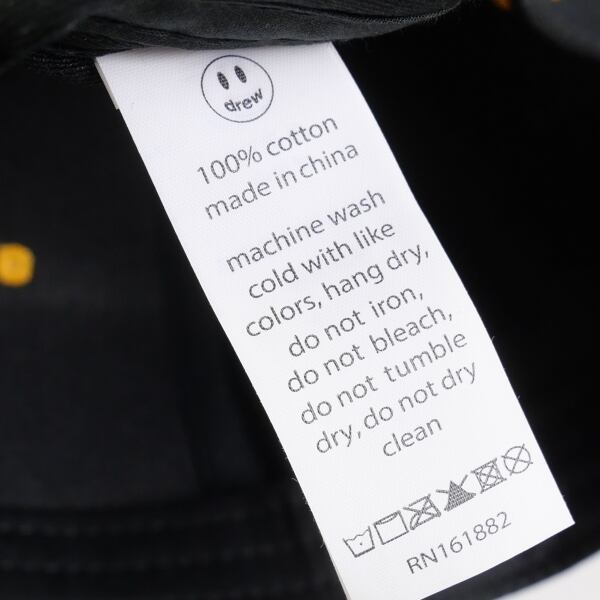 drew
100% cotton
made in china
machine wash
cold with like
colors, hang dry,
do not iron,
do not bleach,
do not tumble
dry, do not dry
clean
RN161882